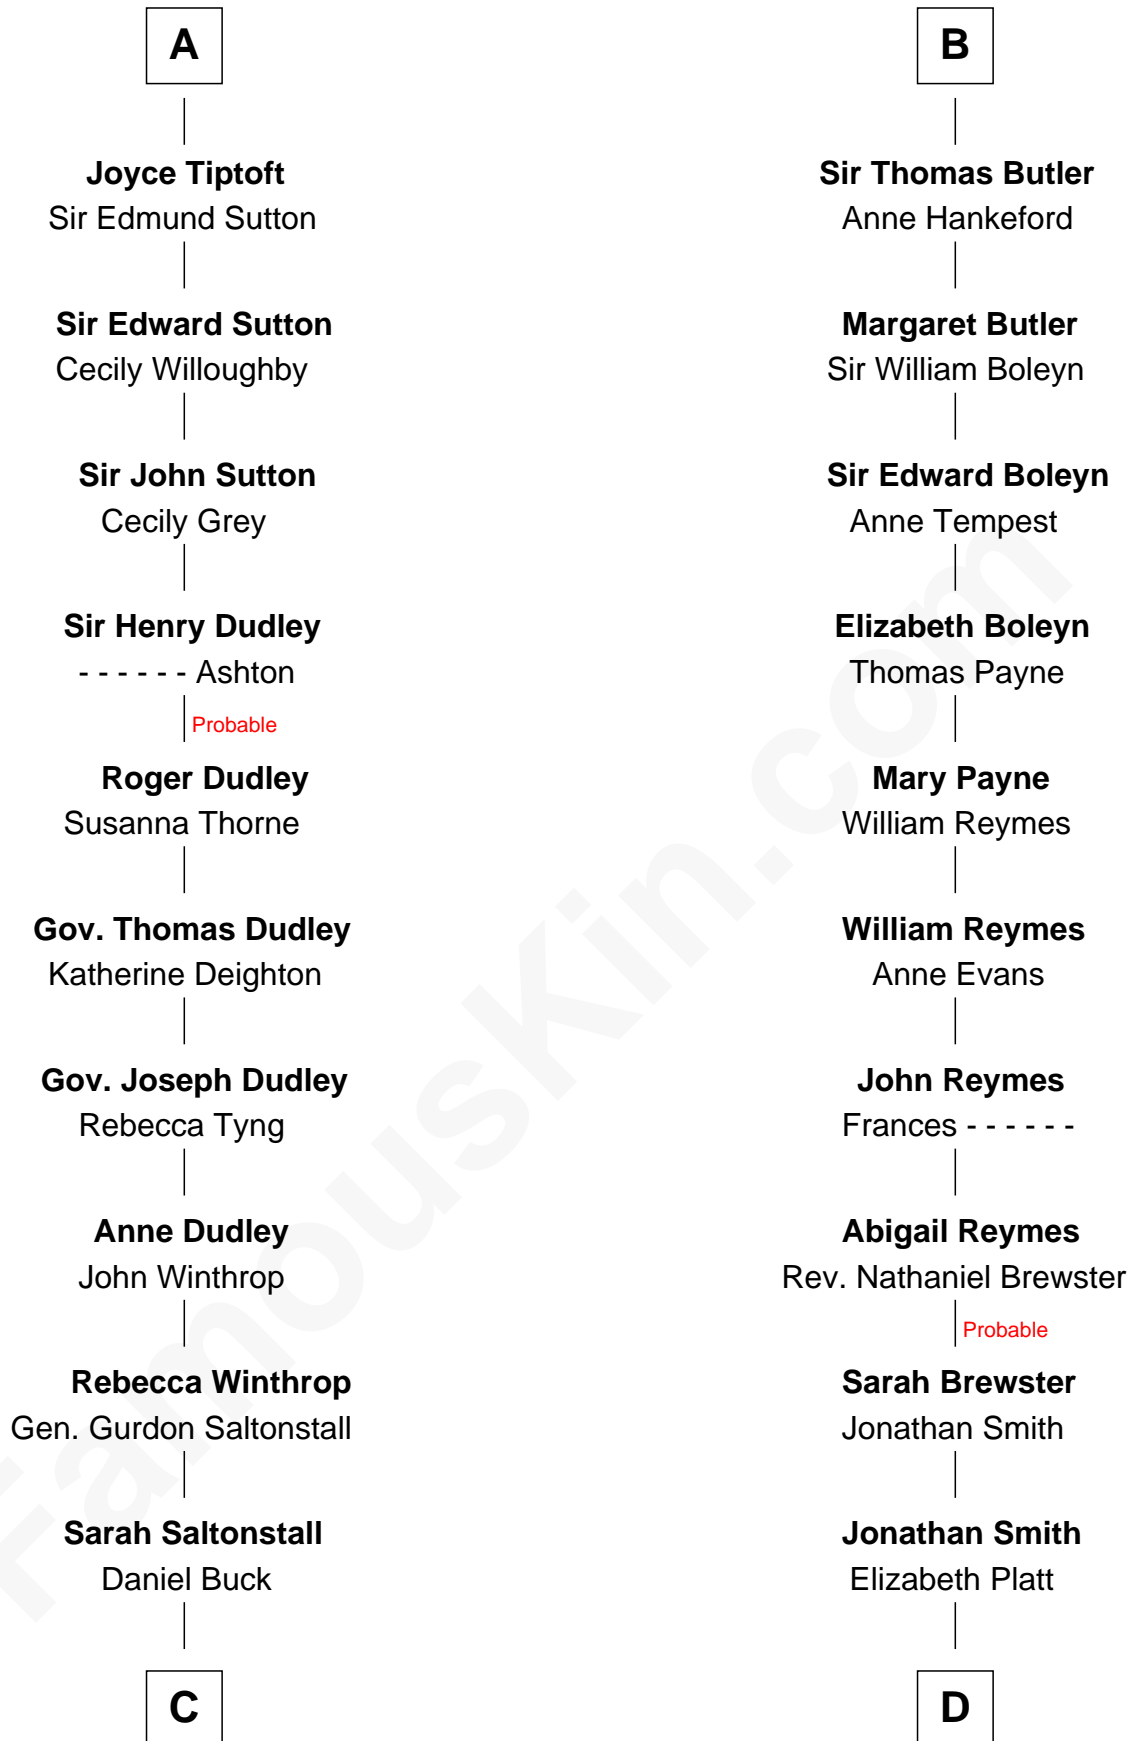 A
Joyce Tiptoft
Sir Edmund Sutton
Sir Edward Sutton
Cecily Willoughby
Sir John Sutton
Cecily Grey
Sir Henry Dudley
- - - - - - Ashton
Probable
Roger Dudley
Susanna Thorne
Gov. Thomas Dudley
Katherine Deighton
Gov. Joseph Dudley
Rebecca Tyng
Anne Dudley
John Winthrop
Rebecca Winthrop
Gen. Gurdon Saltonstall
Sarah Saltonstall
Daniel Buck
C
B
Sir Thomas Butler
Anne Hankeford
Margaret Butler
Sir William Boleyn
Sir Edward Boleyn
Anne Tempest
Elizabeth Boleyn
Thomas Payne
Mary Payne
William Reymes
William Reymes
Anne Evans
John Reymes
Frances - - - - - -
Abigail Reymes
Rev. Nathaniel Brewster
Probable
Sarah Brewster
Jonathan Smith
Jonathan Smith
Elizabeth Platt
D
FamousKin.com